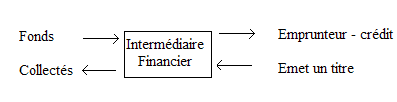 Fonds
Collectés
Intermédiaire
Financier
Emprunteur - crédit
Emet un titre